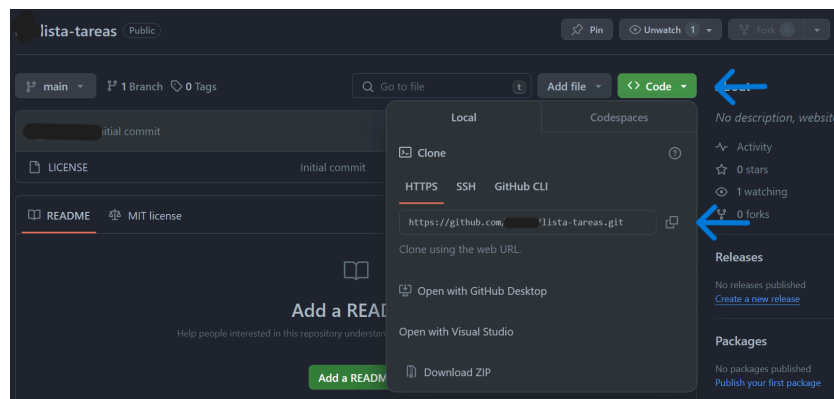 lista-tareas Public
Pin
Unwatch 1
Fork 0
main
1 Branch
0 Tags
Go to file t
Add file
Code
About
No description, website
Activity
0 stars
1 watching
0 forks
Releases
No releases published
Create a new release
Packages
No packages published
Publish your first package
Initial commit
LICENSE Initial commit
README MIT license
Add a REA
Help people interested in this repository understan
Add a READM
Local Codespaces
Clone
HTTPS SSH GitHub CLI
https://github.com/ /lista-tareas.git
Clone using the web URL.
Open with GitHub Desktop
Open with Visual Studio
Download ZIP